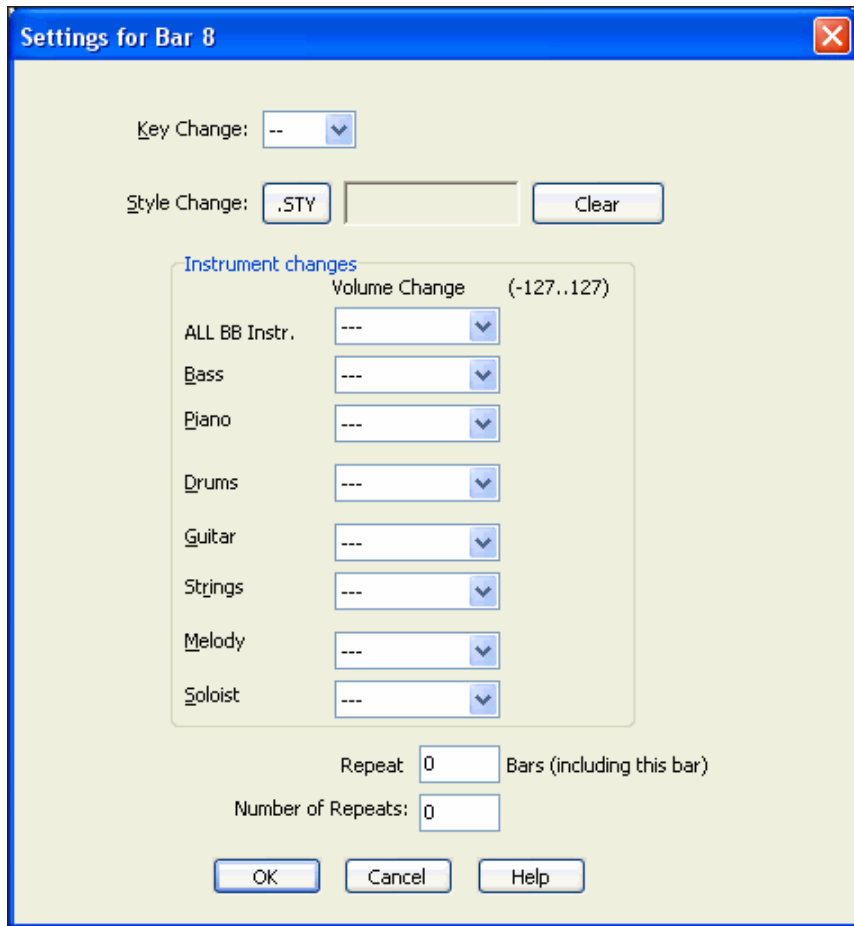 Settings for Bar 8
Key Change: --
Style Change: .STY Clear
Instrument changes
Volume Change (-127..127)
ALL BB Instr. ---
Bass ---
Piano ---
Drums ---
Guitar ---
Strings ---
Melody ---
Soloist ---
Repeat 0 Bars (including this bar)
Number of Repeats: 0
OK Cancel Help